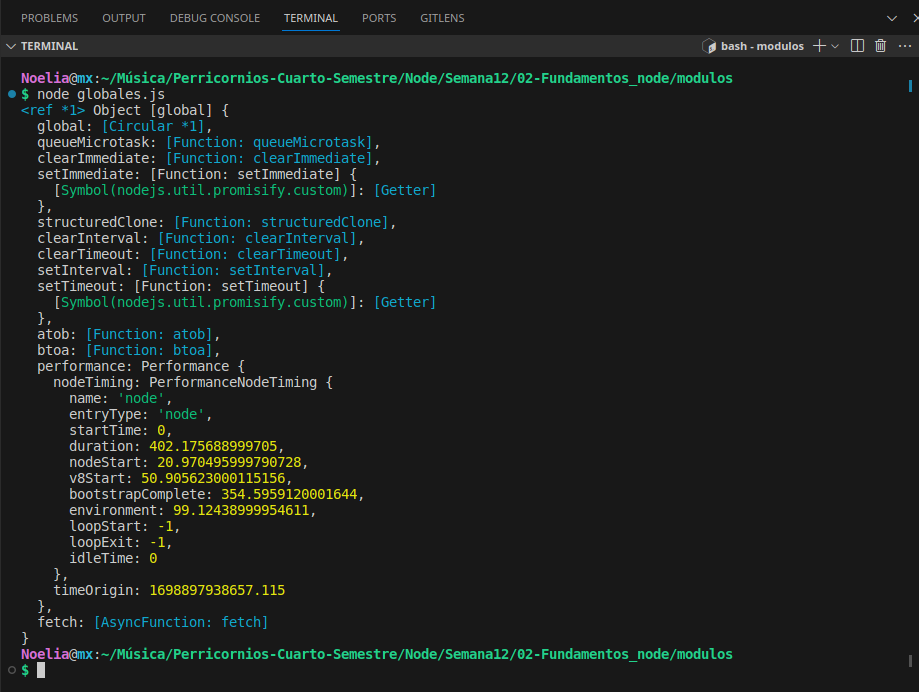 PROBLEMS OUTPUT DEBUG CONSOLE TERMINAL PORTS GITLENS
TERMINAL bash - modulos
Noelia@mx:~/Música/Perricornios-Cuarto-Semestre/Node/Semana12/02-Fundamentos_node/modulos
$ node globales.js
<ref *1> Object [global] {
  global: [Circular *1],
  queueMicrotask: [Function: queueMicrotask],
  clearImmediate: [Function: clearImmediate],
  setImmediate: [Function: setImmediate] {
    [Symbol(nodejs.util.promisify.custom)]: [Getter]
  },
  structuredClone: [Function: structuredClone],
  clearInterval: [Function: clearInterval],
  clearTimeout: [Function: clearTimeout],
  setInterval: [Function: setInterval],
  setTimeout: [Function: setTimeout] {
    [Symbol(nodejs.util.promisify.custom)]: [Getter]
  },
  atob: [Function: atob],
  btoa: [Function: btoa],
  performance: Performance {
    nodeTiming: PerformanceNodeTiming {
      name: 'node',
      entryType: 'node',
      startTime: 0,
      duration: 402.175688999705,
      nodeStart: 20.970495999790728,
      v8Start: 50.905623000115156,
      bootstrapComplete: 354.5959120001644,
      environment: 99.12438999954611,
      loopStart: -1,
      loopExit: -1,
      idleTime: 0
    },
    timeOrigin: 1698897938657.115
  },
  fetch: [AsyncFunction: fetch]
}
Noelia@mx:~/Música/Perricornios-Cuarto-Semestre/Node/Semana12/02-Fundamentos_node/modulos
$